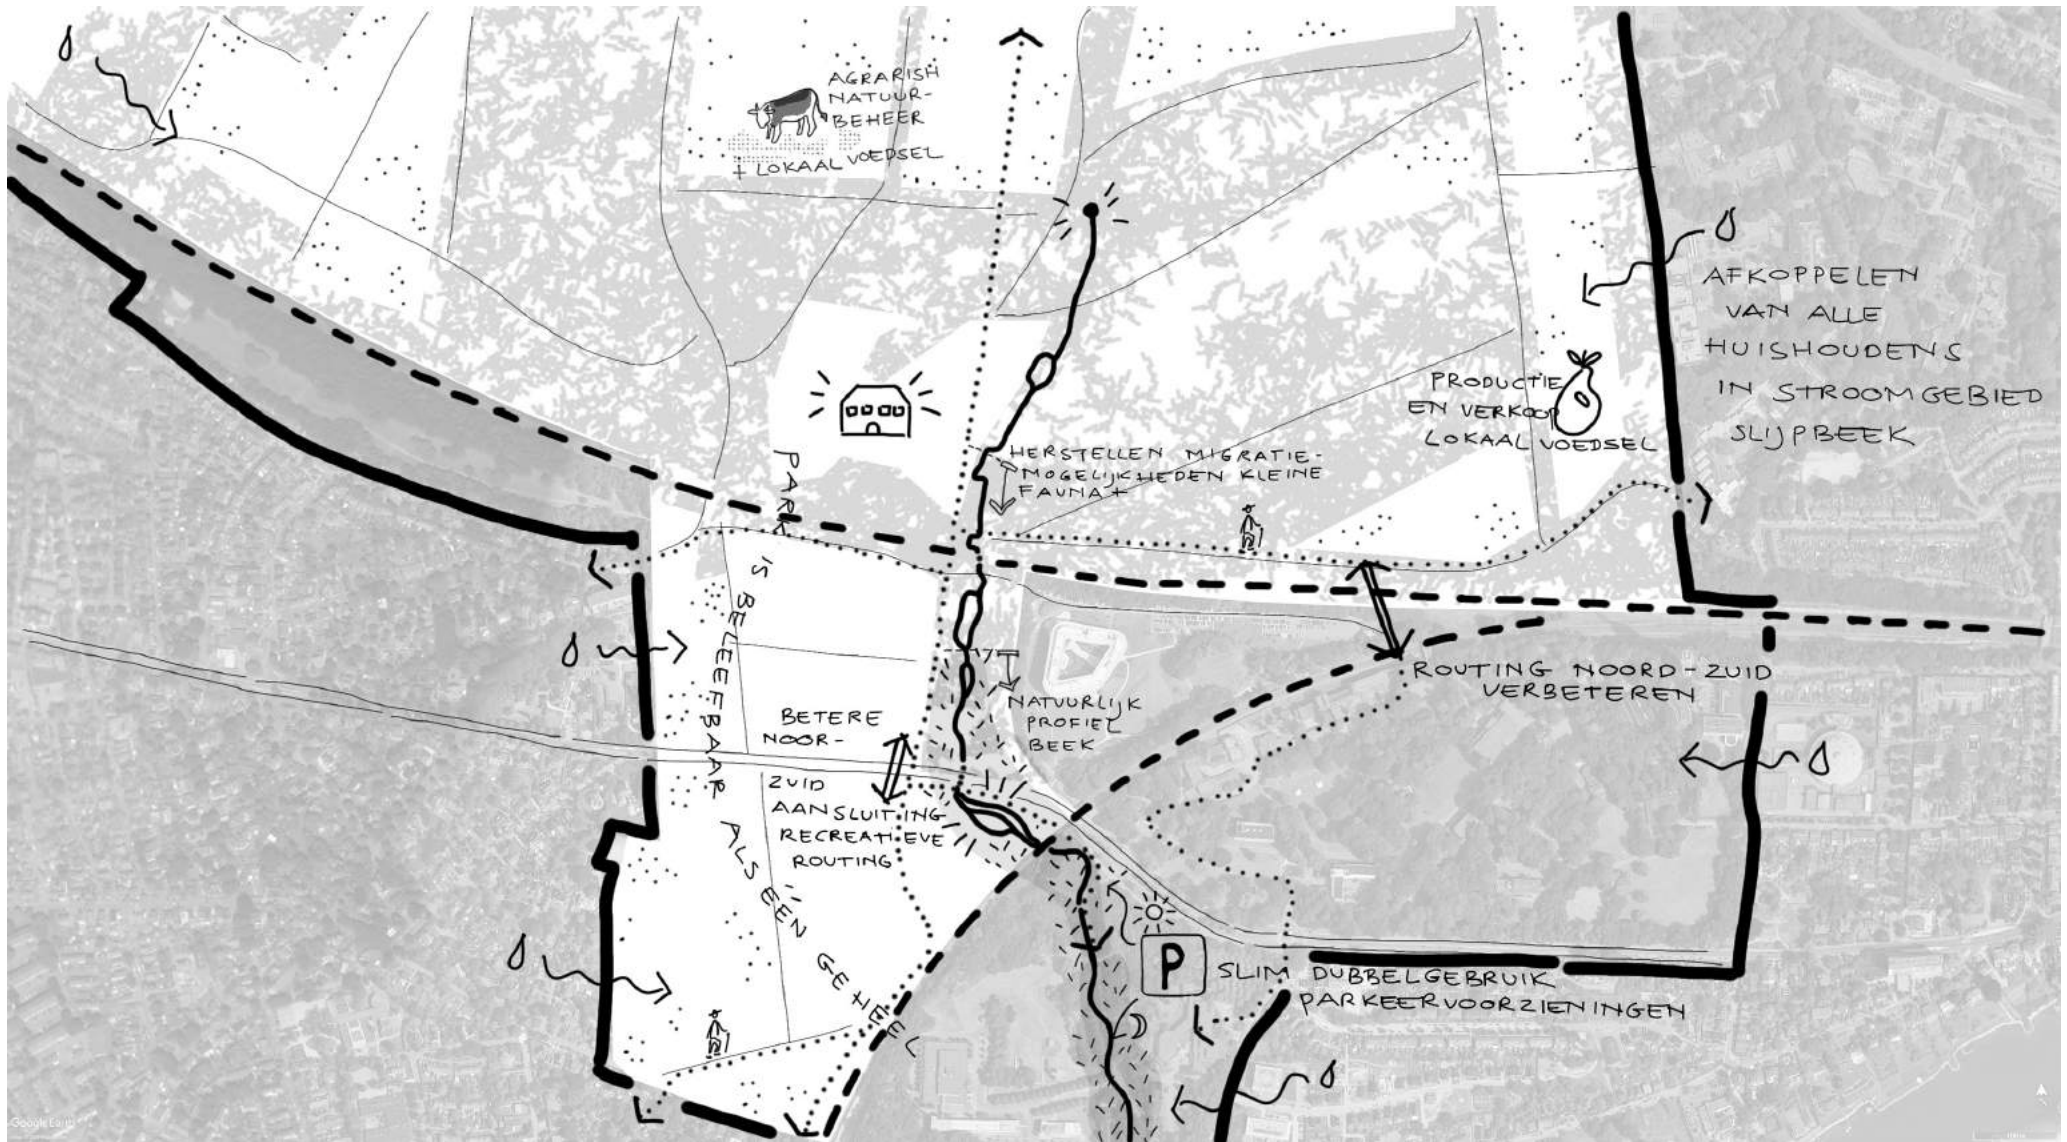 AGRARISH
NATUUR-
BEHEER
+ LOKAAL VOEDSEL
AFKOPPELEN
VAN ALLE
HUISHOUDENS
IN STROOMGEBIED
SLIJPBEEK
PRODUCTIE
EN VERKOOP
LOKAAL VOEDSEL
HERSTELLEN MIGRATIE-
MOGELIJKHEDEN KLEINE
FAUNA +
PARK
IS BELEEFBAAR ALS EEN GEHEEL
ROUTING NOORD-ZUID
VERBETEREN
NATUURLIJK
PROFIEL
BEEK
BETERE
NOOR-
ZUID
AANSLUITING
RECREATIEVE
ROUTING
P
SLIM DUBBELGEBRUIK
PARKEERVOORZIENINGEN
Google Earth